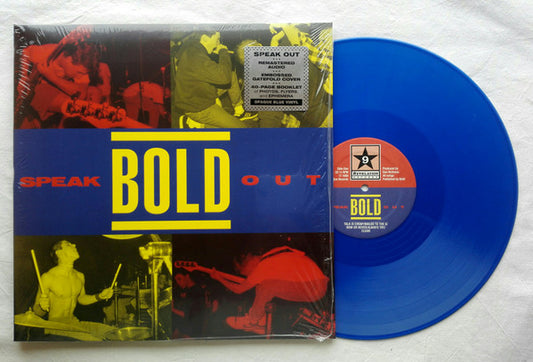 SPEAK OUT
REMASTERED
AUDIO
EMBOSSED
GATEFOLD COVER
40-PAGE BOOKLET
of PHOTOS, FLYERS,
and EPHEMERA
OPAQUE BLUE VINYL
SPEAK BOLD OUT
9
REVELATION
RECORDS
BOLD